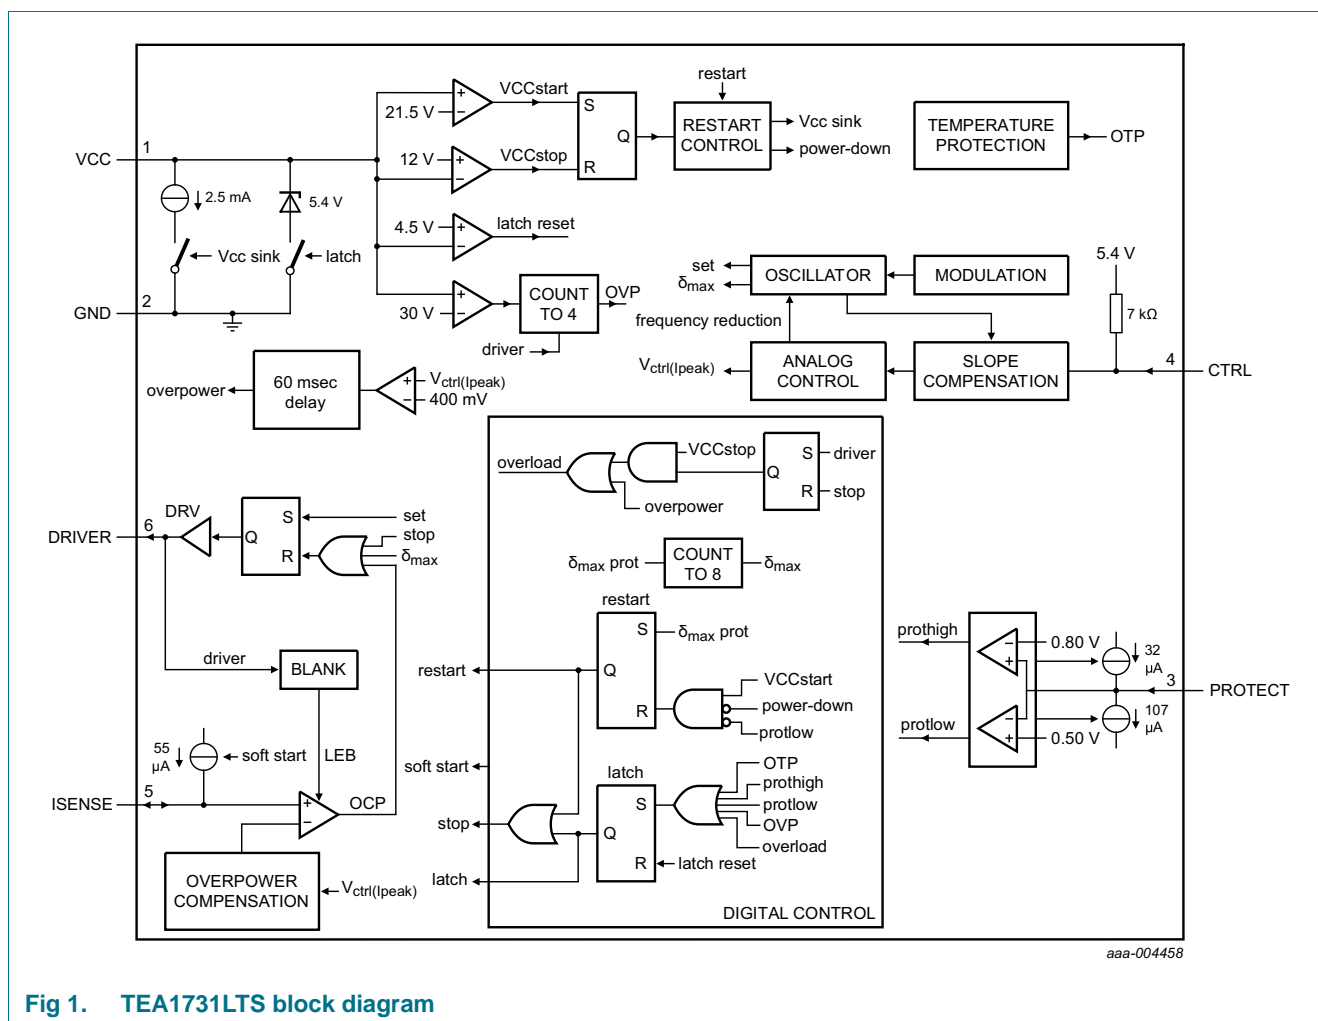 restart
VCCstart
21.5 V
S
Q
R
RESTART
CONTROL
Vcc sink
power-down
TEMPERATURE
PROTECTION
OTP
VCC
1
12 V
VCCstop
2.5 mA
5.4 V
4.5 V
latch reset
Vcc sink
latch
GND
2
30 V
COUNT
TO 4
OVP
driver
set
δmax
OSCILLATOR
MODULATION
5.4 V
7 kΩ
frequency reduction
Vctrl(Ipeak)
ANALOG
CONTROL
SLOPE
COMPENSATION
4
CTRL
overpower
60 msec
delay
Vctrl(Ipeak)
400 mV
overload
VCCstop
Q
S
R
driver
stop
overpower
DRIVER
6
DRV
Q
S
R
set
stop
δmax
δmax prot
COUNT
TO 8
δmax
restart
S
δmax prot
restart
Q
R
VCCstart
power-down
protlow
prothigh
0.80 V
32
µA
3
PROTECT
protlow
0.50 V
107
µA
driver
BLANK
55
µA
soft start
LEB
soft start
ISENSE
5
OCP
latch
S
Q
R
OTP
prothigh
protlow
OVP
overload
stop
latch reset
latch
OVERPOWER
COMPENSATION
Vctrl(Ipeak)
DIGITAL CONTROL
aaa-004458
Fig 1. TEA1731LTS block diagram